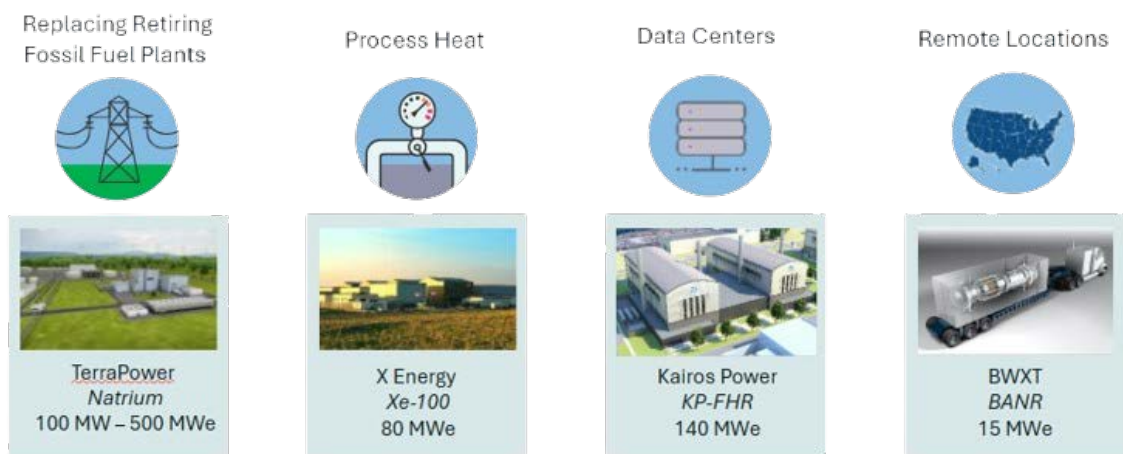 Replacing Retiring
Fossil Fuel Plants
Process Heat
Data Centers
Remote Locations
TerraPower
Natrium
100 MW – 500 MWe
X Energy
Xe-100
80 MWe
Kairos Power
KP-FHR
140 MWe
BWXT
BANR
15 MWe